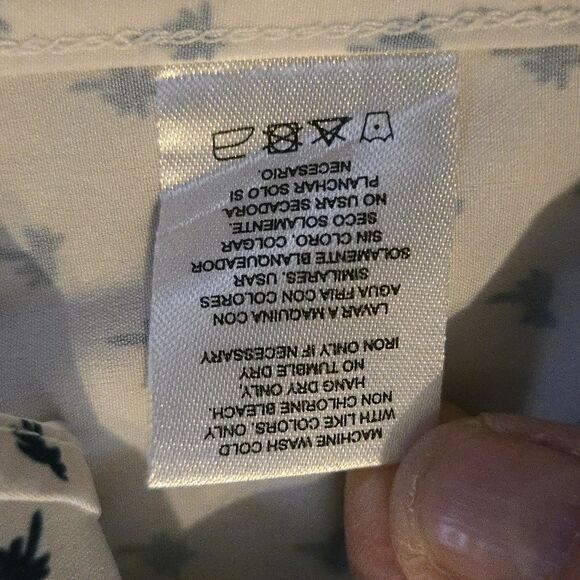 MACHINE WASH COLD
WITH LIKE COLORS, ONLY
NON CHLORINE BLEACH.
HANG DRY ONLY,
NO TUMBLE DRY
IRON ONLY IF NECESSARY
LAVAR A MAQUINA CON
AGUA FRIA CON COLORES
SIMILARES. USAR
SOLAMENTE BLANQUEADOR
SIN CLORO. COLGAR
SECO SOLAMENTE.
NO USAR SECADORA
PLANCHAR SOLO SI
NECESARIO.